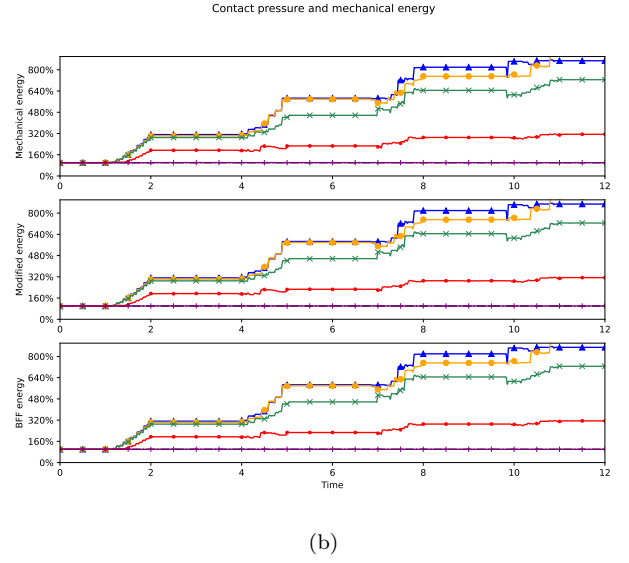 Contact pressure and mechanical energy
Mechanical energy
800%
640%
480%
320%
160%
0%
0 2 4 6 8 10 12
Modified energy
800%
640%
480%
320%
160%
0%
0 2 4 6 8 10 12
BFF energy
800%
640%
480%
320%
160%
0%
0 2 4 6 8 10 12
Time
(b)